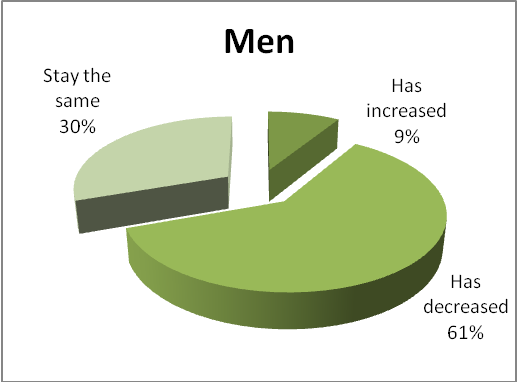 Men
Stay the
same
30%
Has
increased
9%
Has
decreased
61%